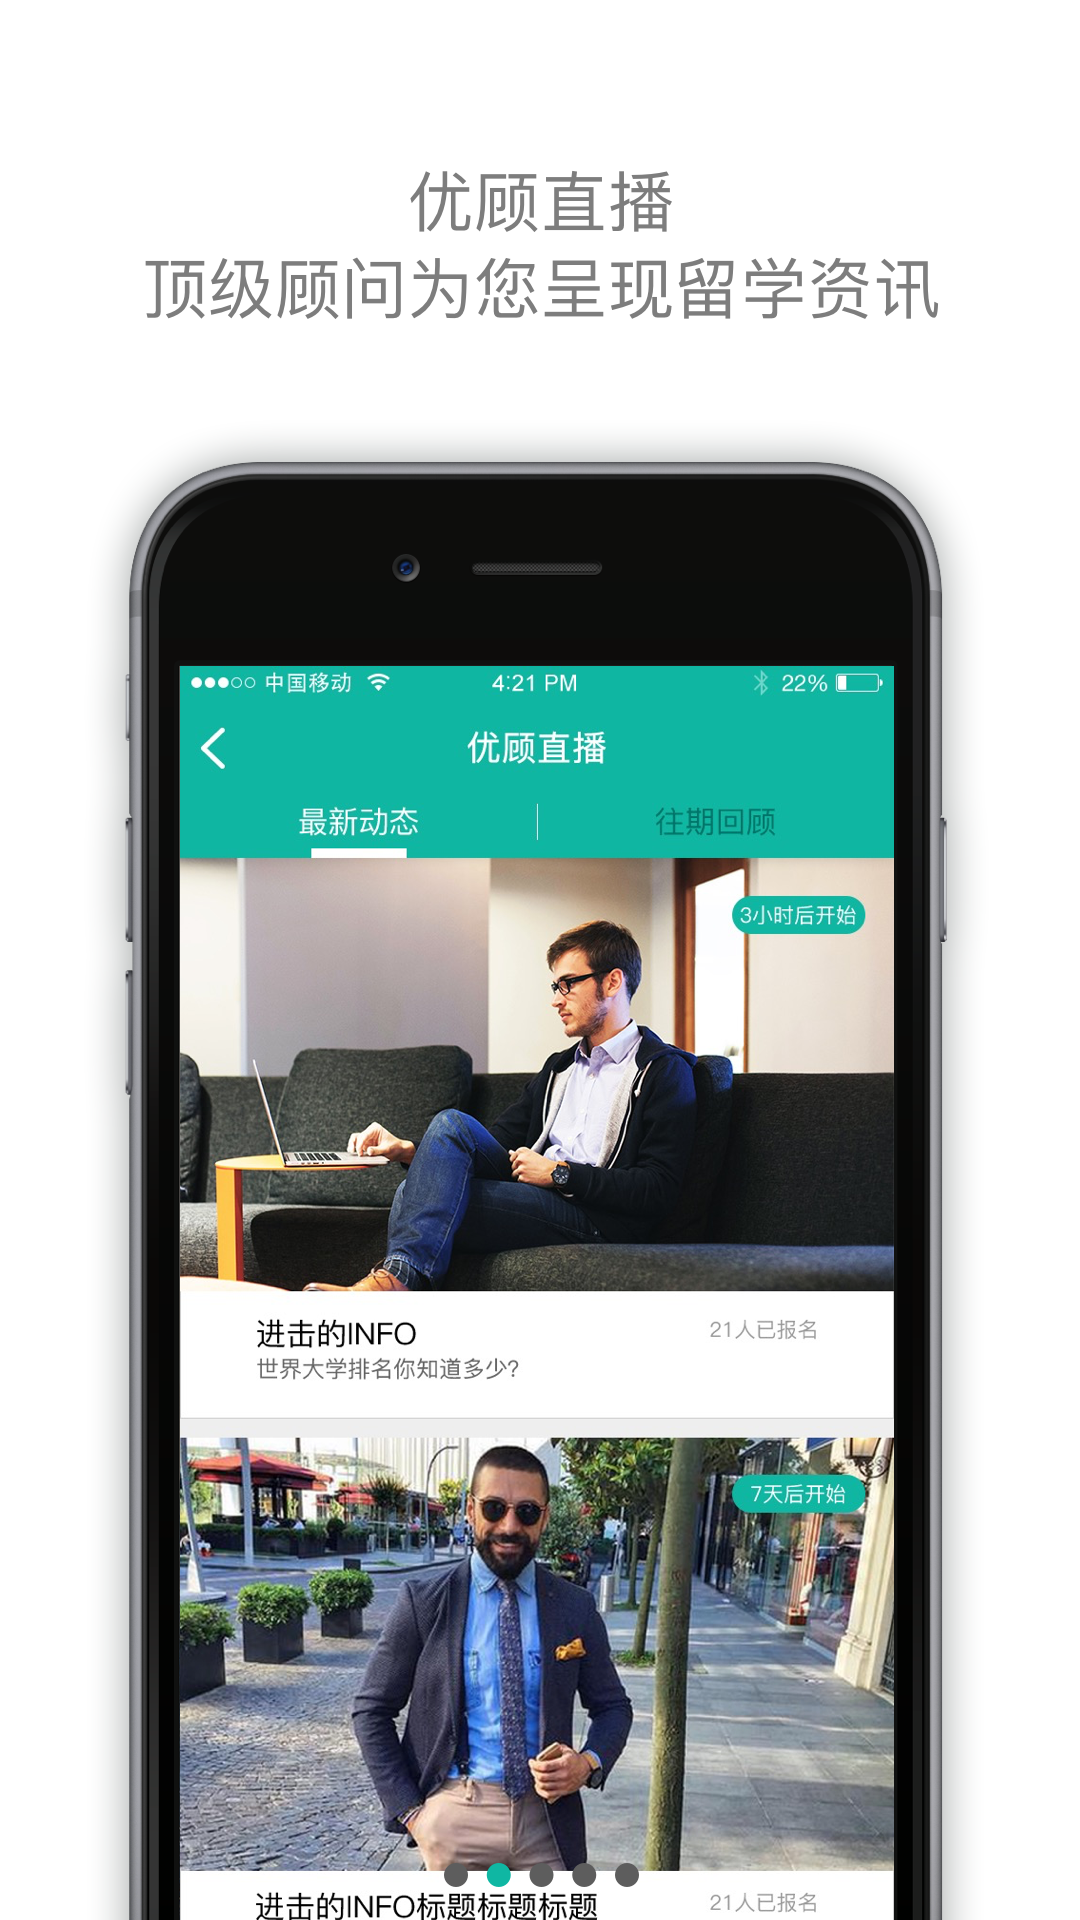 优顾直播
顶级顾问为您呈现留学资讯
中国移动 4:21 PM 22%
优顾直播
最新动态 往期回顾
3小时后开始
进击的INFO 21人已报名
世界大学排名你知道多少?
7天后开始
进击的INFO标题标题标题 21人已报名